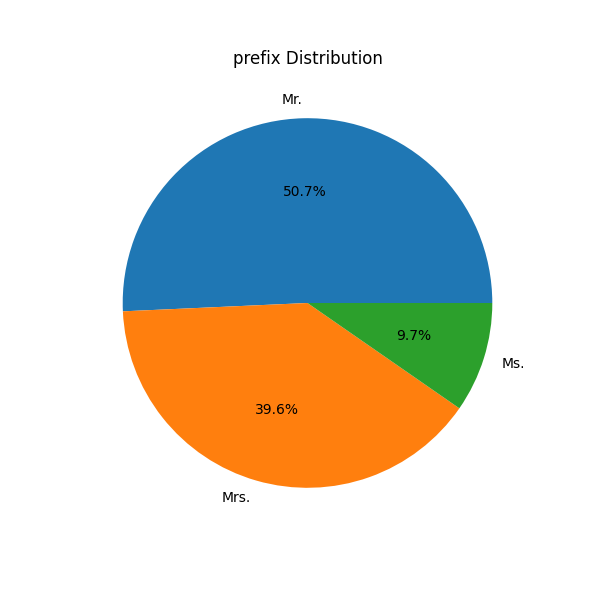 prefix Distribution
Mr.
50.7%
9.7%
Ms.
39.6%
Mrs.